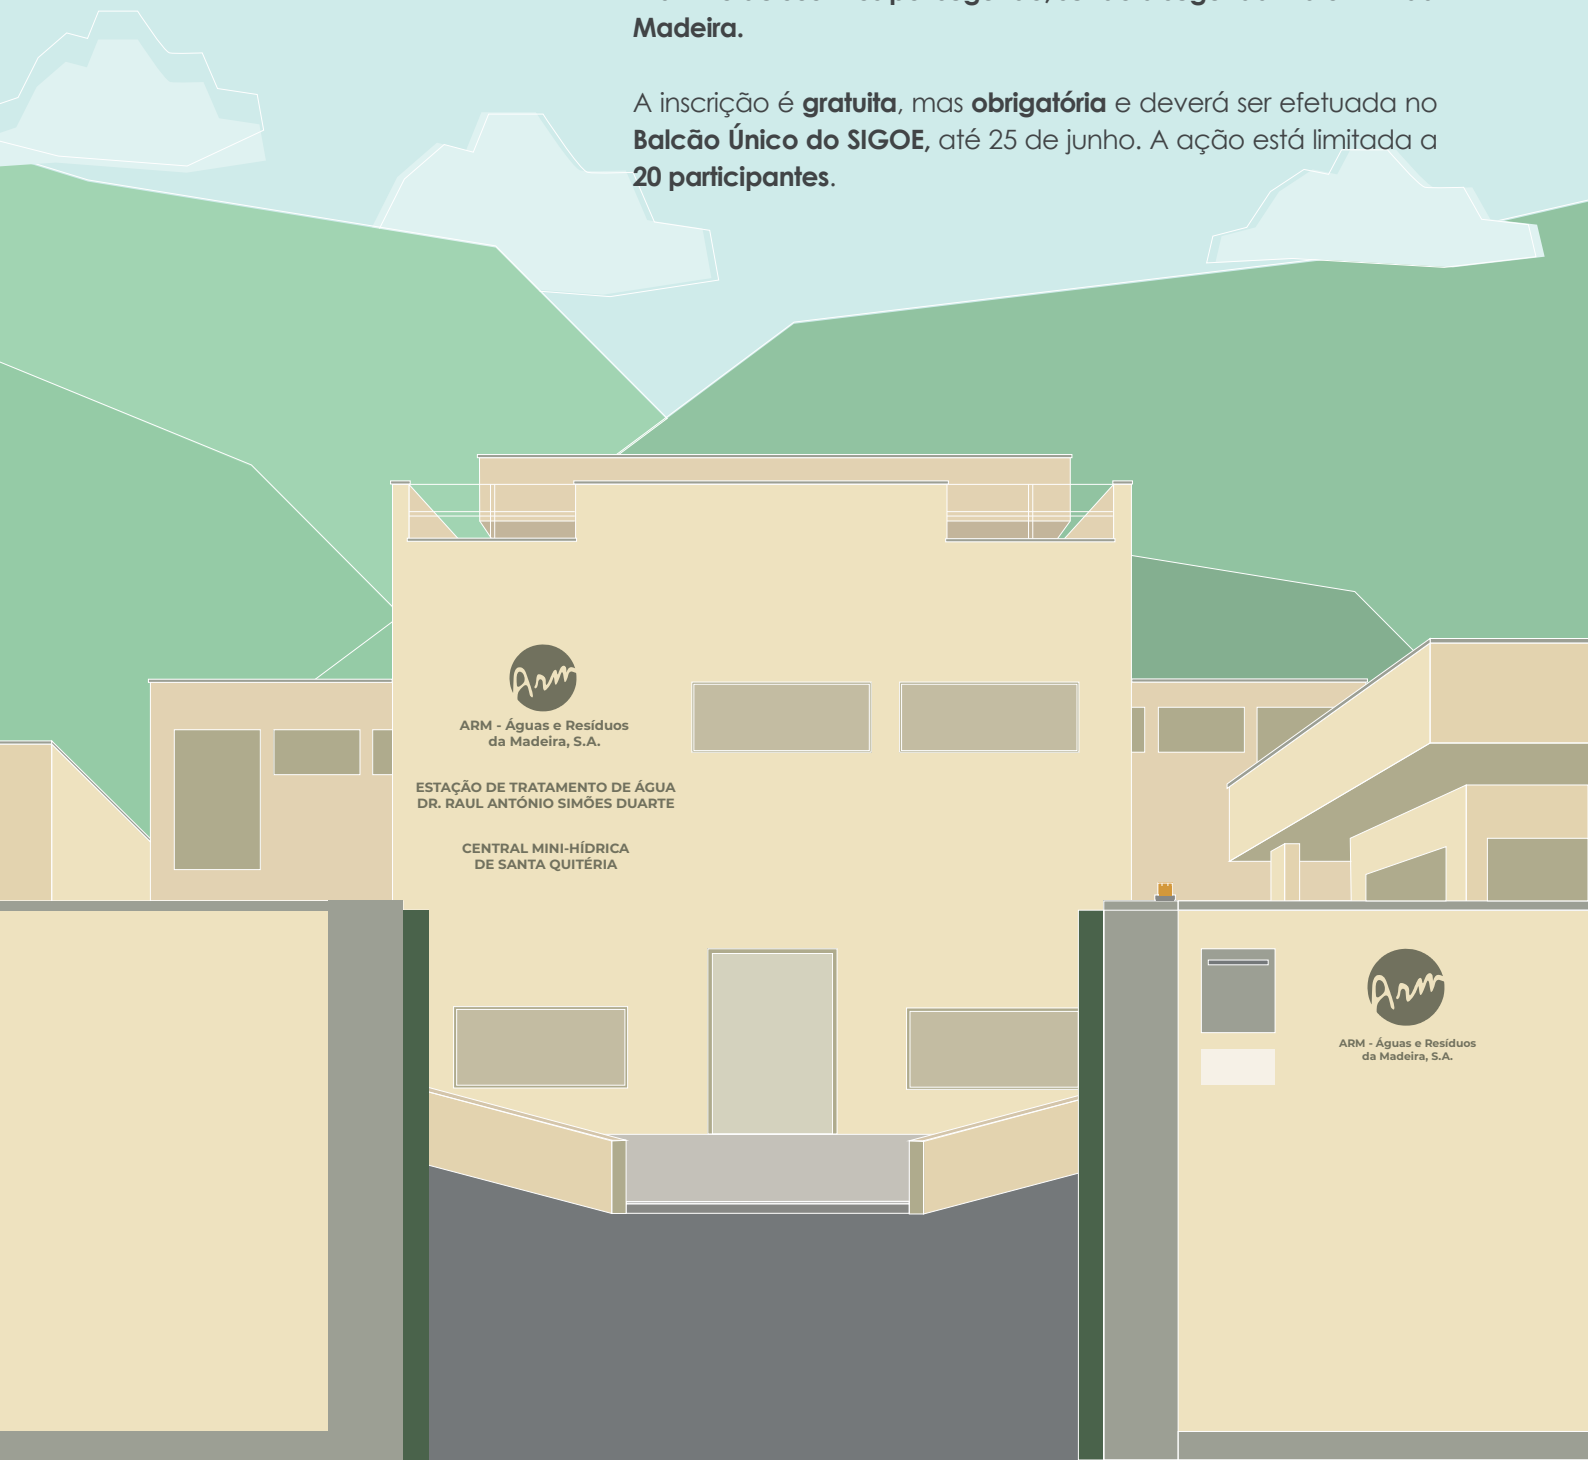 Madeira.
A inscrição é gratuita, mas obrigatória e deverá ser efetuada no
Balcão Único do SIGOE, até 25 de junho. A ação está limitada a
20 participantes.
Arm
ARM - Águas e Resíduos
da Madeira, S.A.
ESTAÇÃO DE TRATAMENTO DE ÁGUA
DR. RAUL ANTÓNIO SIMÕES DUARTE
CENTRAL MINI-HÍDRICA
DE SANTA QUITÉRIA
Arm
ARM - Águas e Resíduos
da Madeira, S.A.